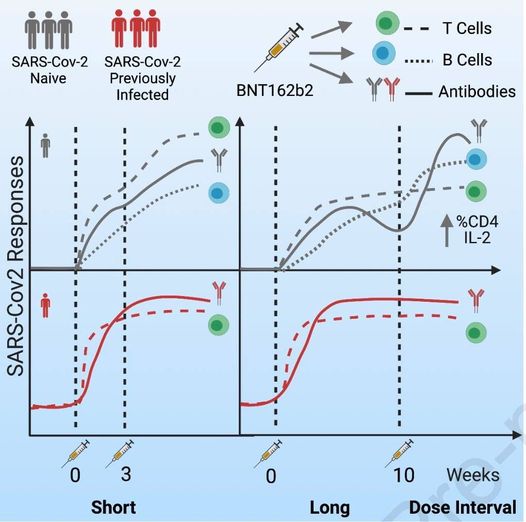 SARS-Cov-2
Naive
SARS-Cov-2
Previously
Infected
BNT162b2
T Cells
B Cells
Antibodies
SARS-Cov2 Responses
%CD4
IL-2
0
3
0
10
Weeks
Short
Long
Dose Interval